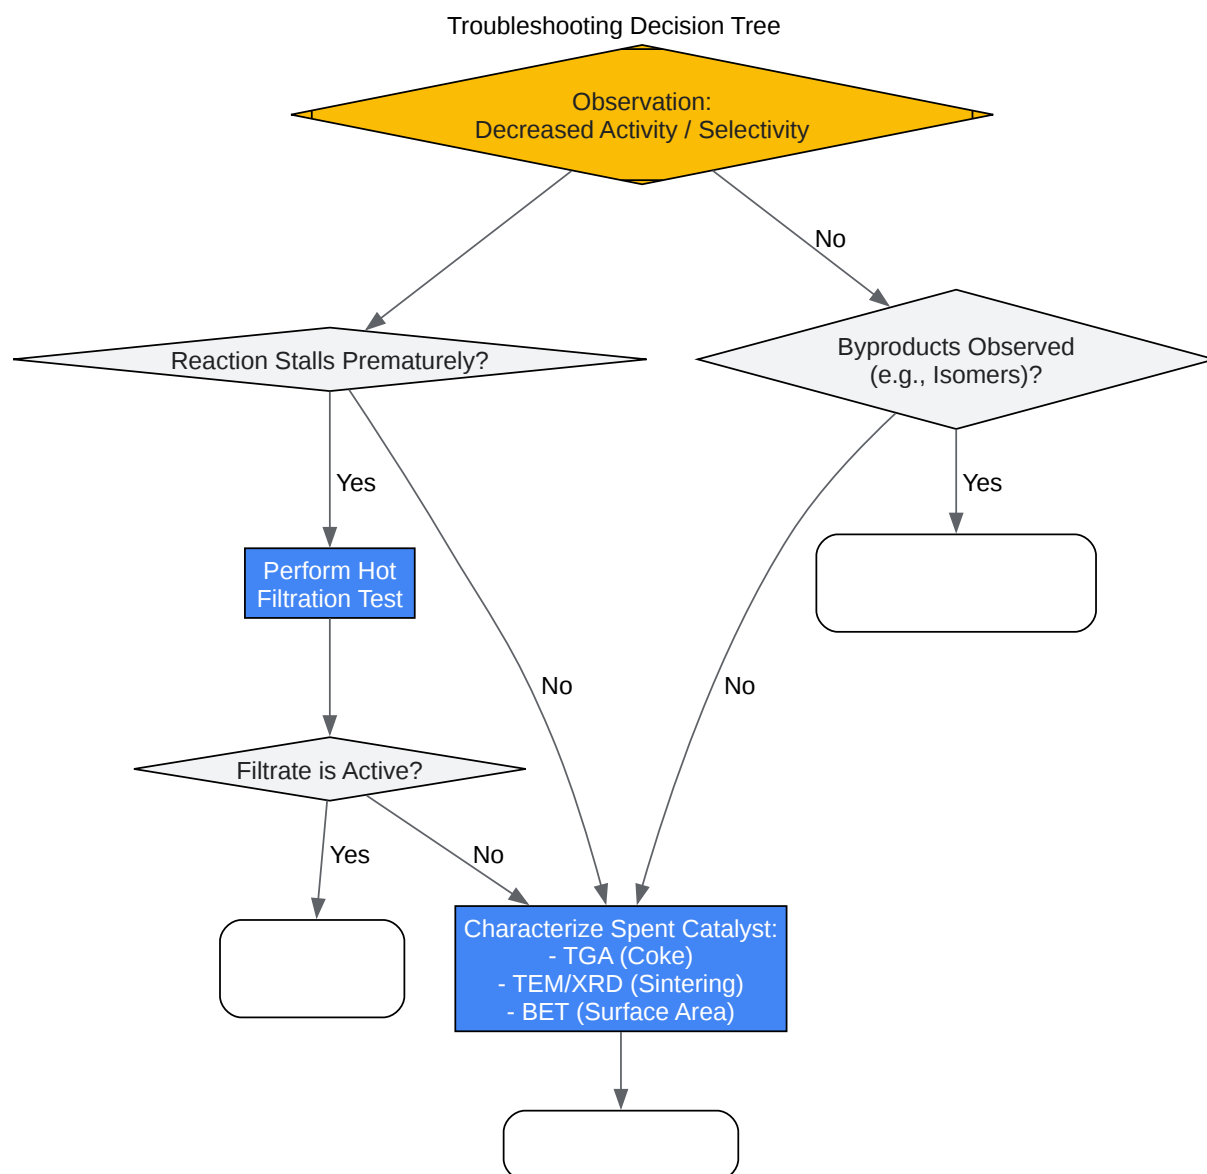 Troubleshooting Decision Tree
Observation:
Decreased Activity / Selectivity
No
Reaction Stalls Prematurely?
Byproducts Observed
(e.g., Isomers)?
Yes
Yes
Perform Hot
Filtration Test
No
No
Filtrate is Active?
Yes
No
Characterize Spent Catalyst:
- TGA (Coke)
- TEM/XRD (Sintering)
- BET (Surface Area)